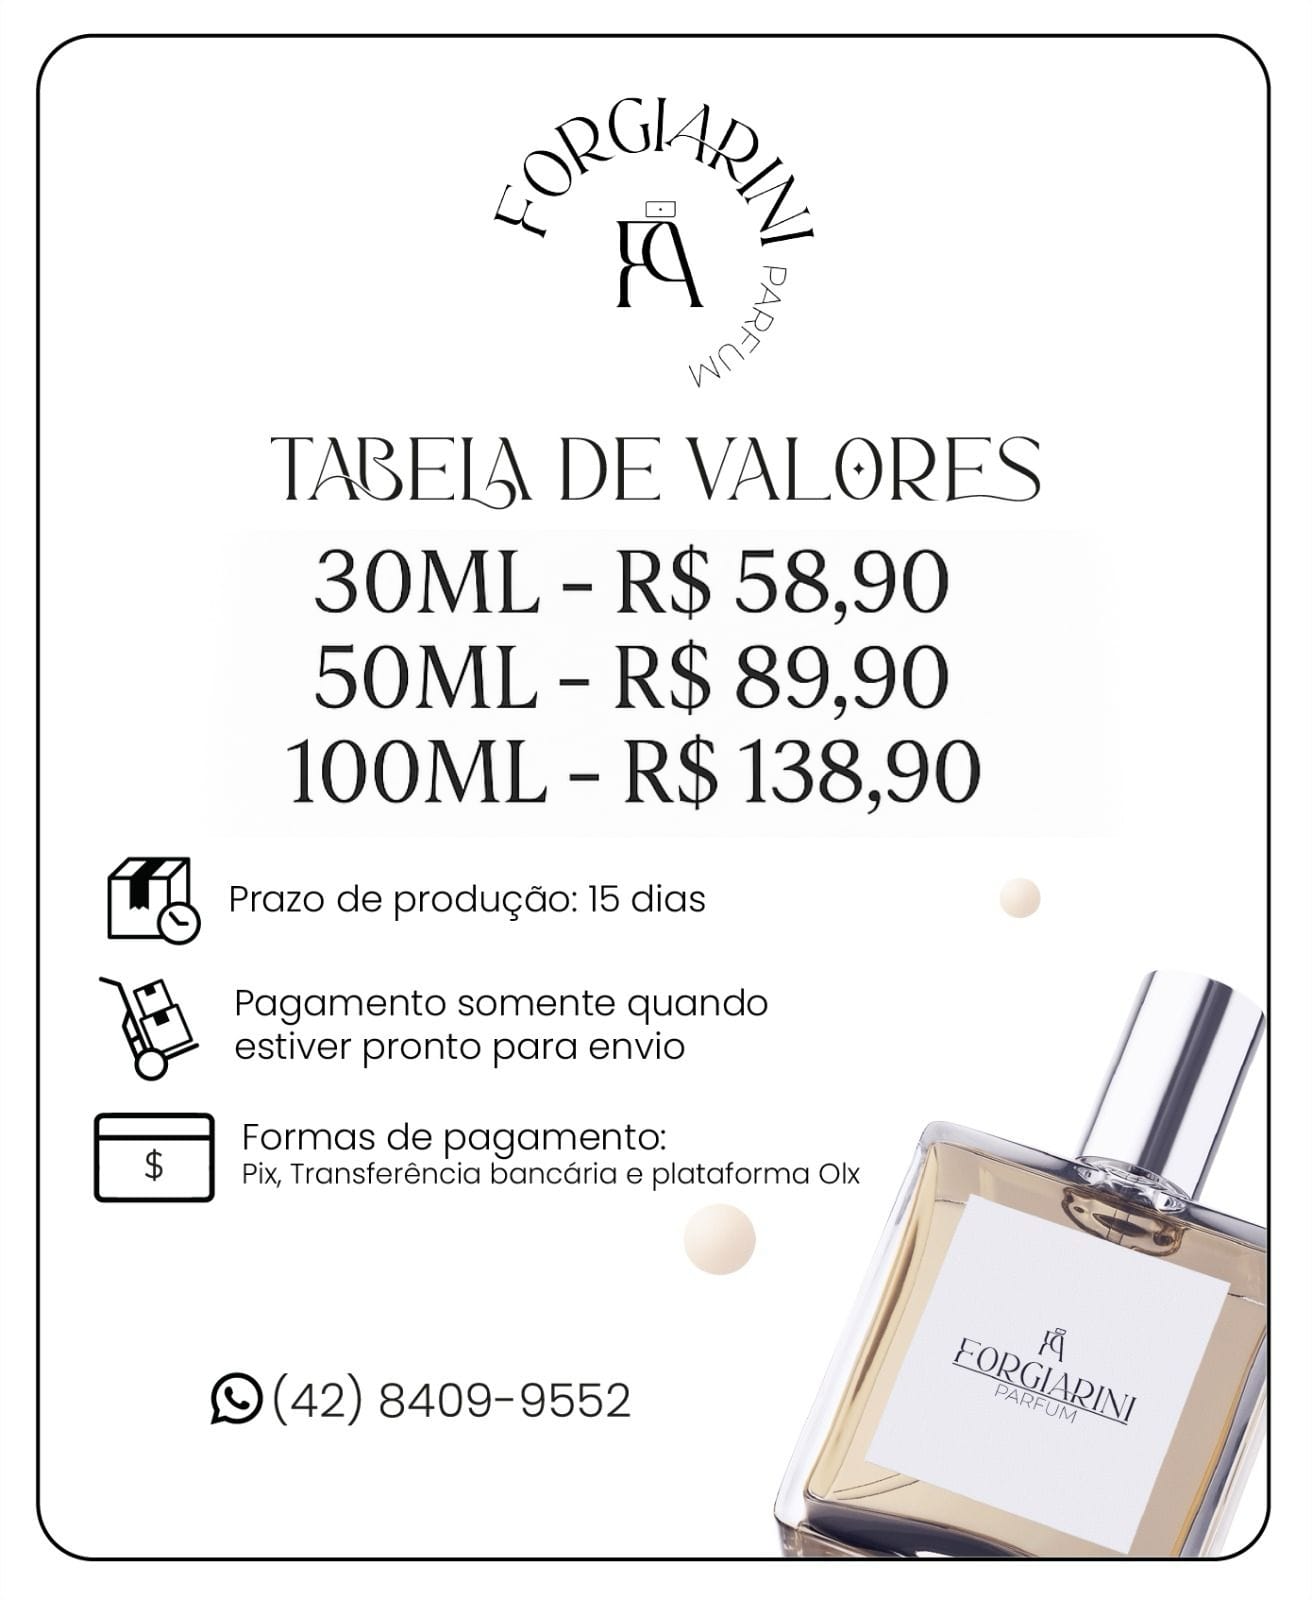 FORGIARINI
PARFUM
TABELA DE VALORES
30ML - R$ 58,90
50ML - R$ 89,90
100ML - R$ 138,90
Prazo de produção: 15 dias
Pagamento somente quando
estiver pronto para envio
$
Formas de pagamento:
Pix, Transferência bancária e plataforma Olx
FORGIARINI
PARFUM
(42) 8409-9552